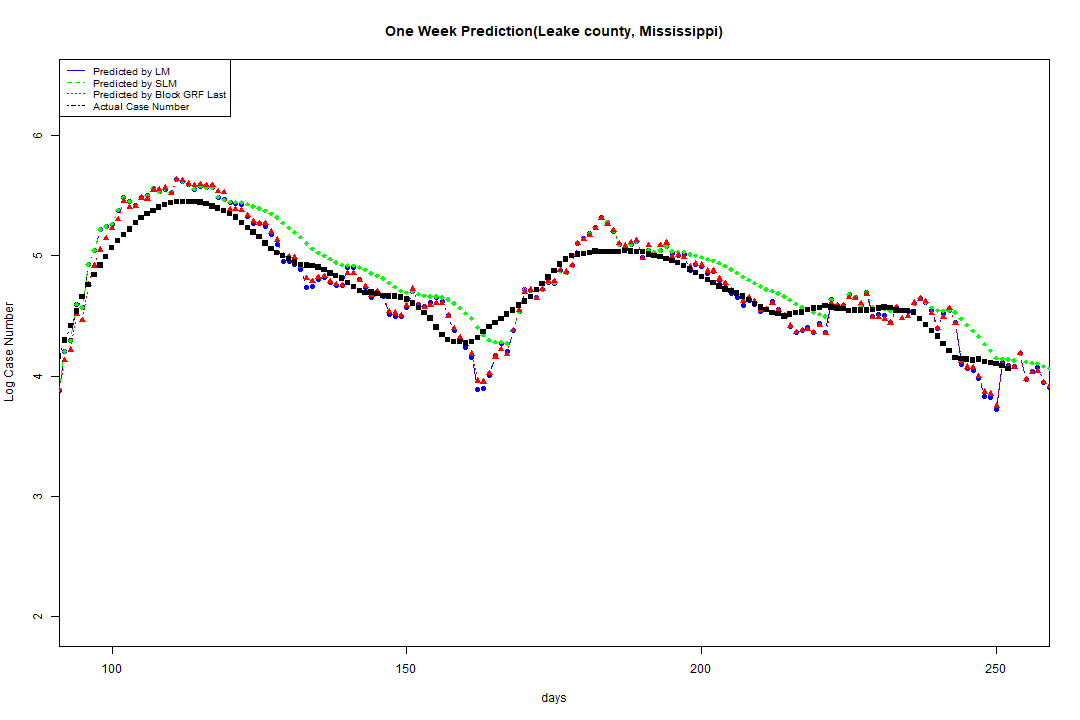 One Week Prediction(Leake county, Mississippi)
Predicted by LM
Predicted by SLM
Predicted by Block GRF Last
Actual Case Number
6
5
4
3
2
Log Case Number
100 150 200 250
days